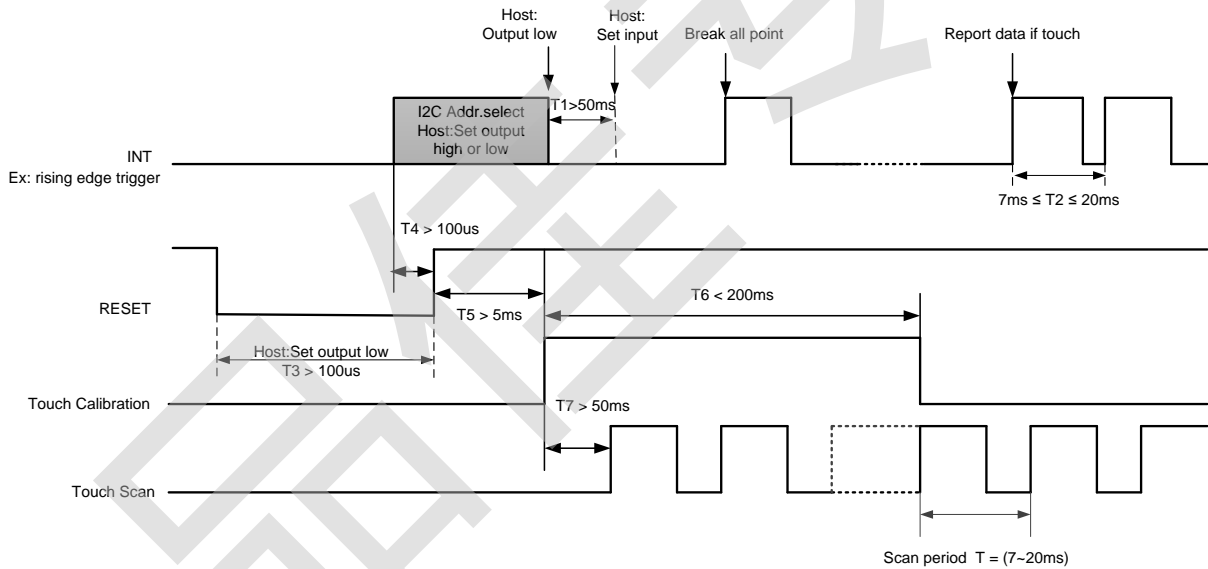 Host:
Output low
Host:
Set input
Break all point
Report data if touch
T1>50ms
I2C Addr.select
Host:Set output
high or low
INT
Ex: rising edge trigger
7ms ≤ T2 ≤ 20ms
T4 > 100us
RESET
T5 > 5ms
T6 < 200ms
Host:Set output low
T3 > 100us
Touch Calibration
T7 > 50ms
Touch Scan
Scan period T = (7~20ms)